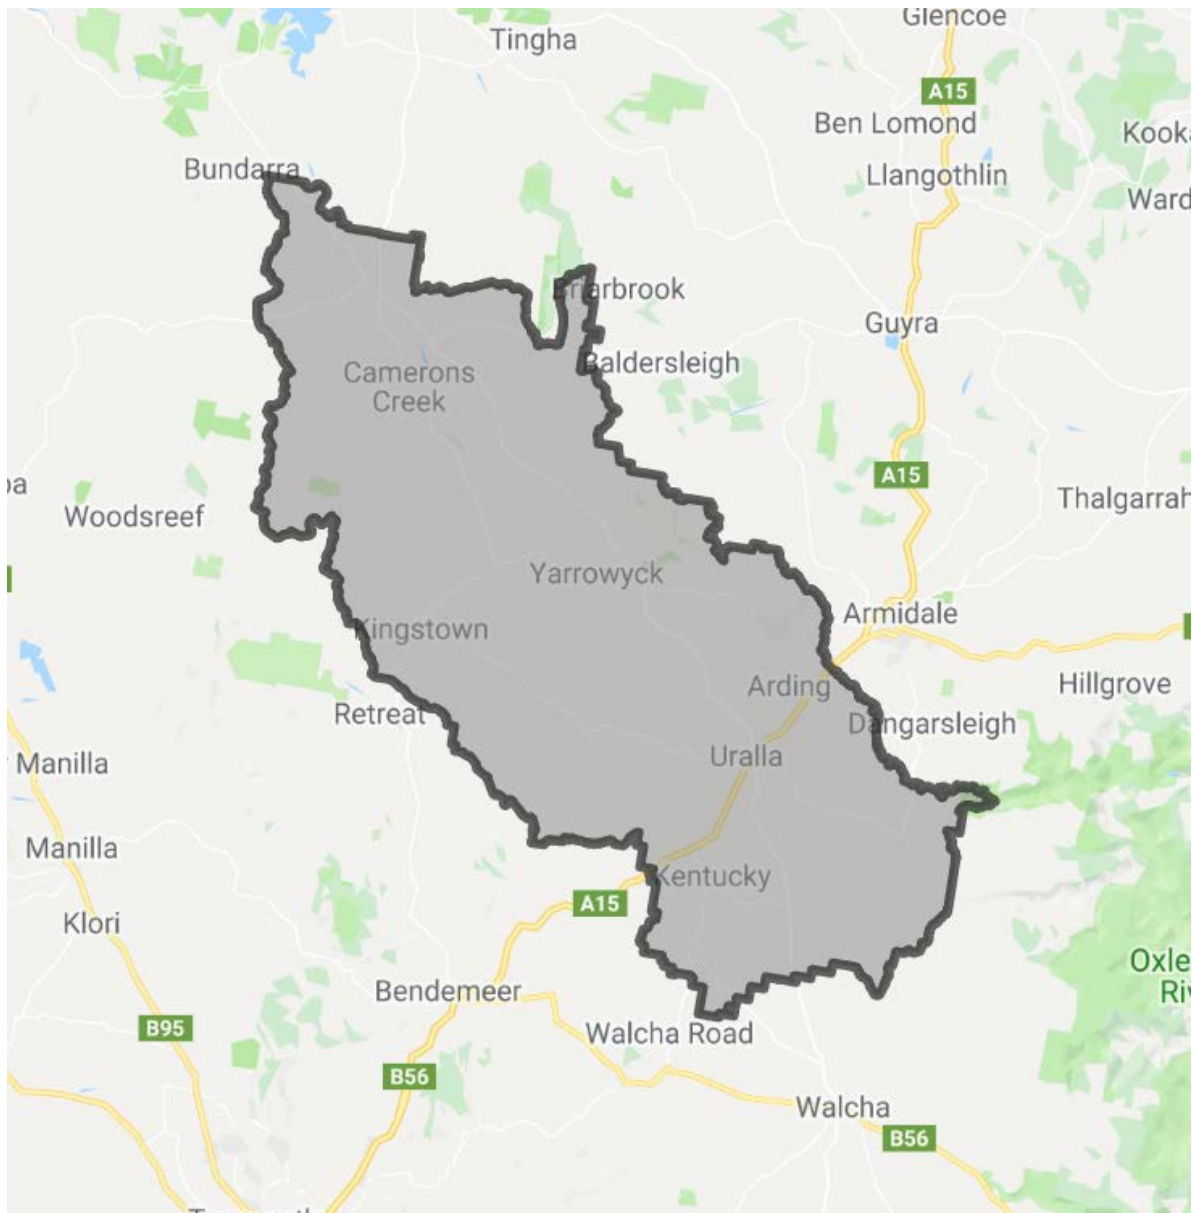 Glencoe
Tingha
A15
Ben Lomond
Kook
Llangothlin
Bundarra
Ward
Briarbrook
Guyra
Baldersleigh
Camerons
Creek
A15
Thalgarrah
Woodsreef
Yarrowyck
Armidale
Kingstown
Arding
Hillgrove
Retreat
Dangarsleigh
Uralla
Manilla
Manilla
Kentucky
A15
Klori
Oxle
Riv
Bendemeer
B95
Walcha Road
B56
Walcha
B56